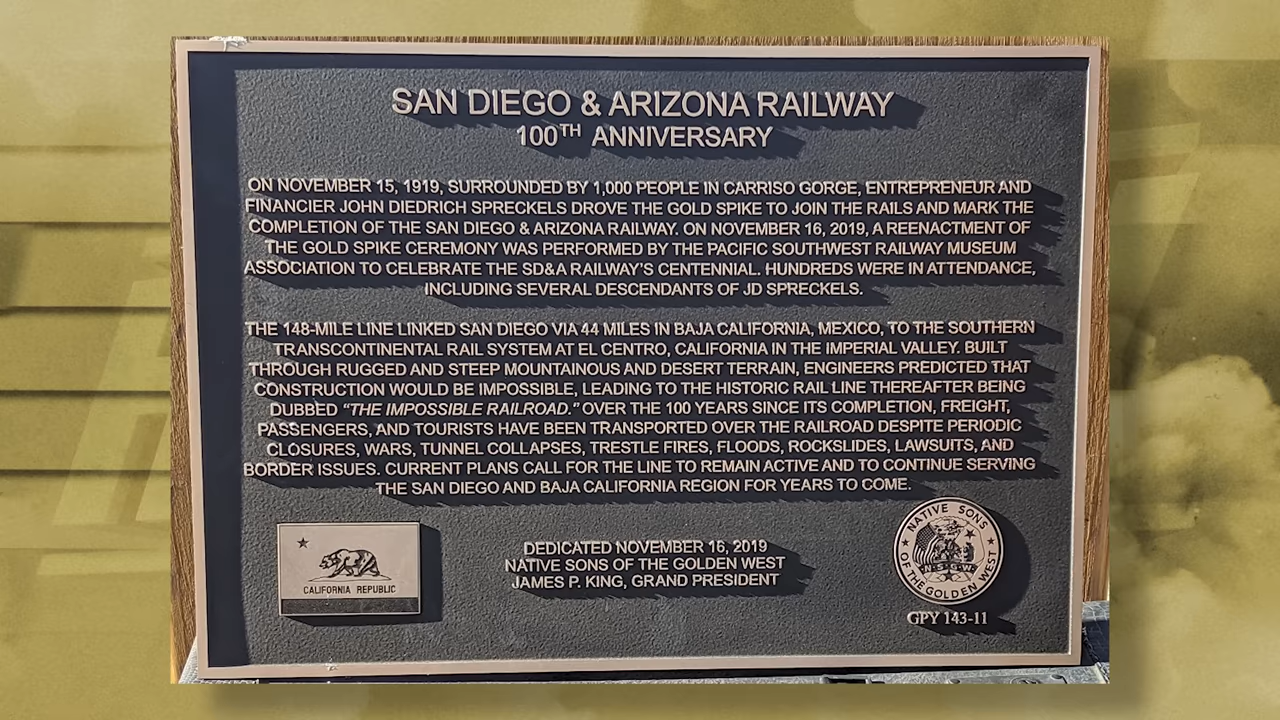 SAN DIEGO & ARIZONA RAILWAY
100TH ANNIVERSARY
ON NOVEMBER 15, 1919, SURROUNDED BY 1,000 PEOPLE IN CARRISO GORGE, ENTREPRENEUR AND
FINANCIER JOHN DIEDRICH SPRECKELS DROVE THE GOLD SPIKE TO JOIN THE RAILS AND MARK THE
COMPLETION OF THE SAN DIEGO & ARIZONA RAILWAY. ON NOVEMBER 16, 2019, A REENACTMENT OF
THE GOLD SPIKE CEREMONY WAS PERFORMED BY THE PACIFIC SOUTHWEST RAILWAY MUSEUM
ASSOCIATION TO CELEBRATE THE SD&A RAILWAY'S CENTENNIAL. HUNDREDS WERE IN ATTENDANCE,
INCLUDING SEVERAL DESCENDANTS OF JD SPRECKELS.
THE 148-MILE LINE LINKED SAN DIEGO VIA 44 MILES IN BAJA CALIFORNIA, MEXICO, TO THE SOUTHERN
TRANSCONTINENTAL RAIL SYSTEM AT EL CENTRO, CALIFORNIA IN THE IMPERIAL VALLEY. BUILT
THROUGH RUGGED AND STEEP MOUNTAINOUS AND DESERT TERRAIN, ENGINEERS PREDICTED THAT
CONSTRUCTION WOULD BE IMPOSSIBLE, LEADING TO THE HISTORIC RAIL LINE THEREAFTER BEING
DUBBED "THE IMPOSSIBLE RAILROAD." OVER THE 100 YEARS SINCE ITS COMPLETION, FREIGHT,
PASSENGERS, AND TOURISTS HAVE BEEN TRANSPORTED OVER THE RAILROAD DESPITE PERIODIC
CLOSURES, WARS, TUNNEL COLLAPSES, TRESTLE FIRES, FLOODS, ROCKSLIDES, LAWSUITS, AND
BORDER ISSUES. CURRENT PLANS CALL FOR THE LINE TO REMAIN ACTIVE AND TO CONTINUE SERVING
THE SAN DIEGO AND BAJA CALIFORNIA REGION FOR YEARS TO COME.
CALIFORNIA REPUBLIC
DEDICATED NOVEMBER 16, 2019
NATIVE SONS OF THE GOLDEN WEST
JAMES P. KING, GRAND PRESIDENT
NATIVE SONS
OF THE GOLDEN WEST
N.S.G.W.
GPY 143-11